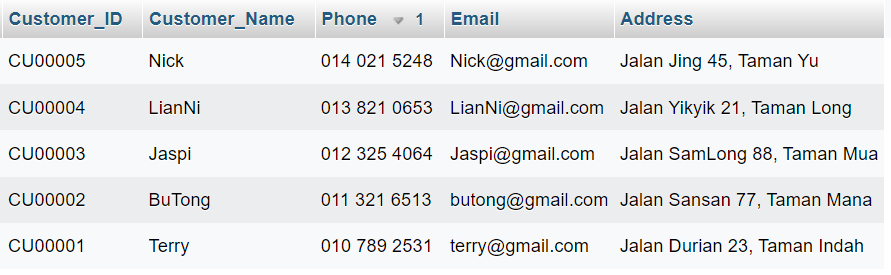 Customer_ID Customer_Name Phone 1 Email Address
CU00005 Nick 014 021 5248 Nick@gmail.com Jalan Jing 45, Taman Yu
CU00004 LianNi 013 821 0653 LianNi@gmail.com Jalan Yikyik 21, Taman Long
CU00003 Jaspi 012 325 4064 Jaspi@gmail.com Jalan SamLong 88, Taman Mua
CU00002 BuTong 011 321 6513 butong@gmail.com Jalan Sansan 77, Taman Mana
CU00001 Terry 010 789 2531 terry@gmail.com Jalan Durian 23, Taman Indah